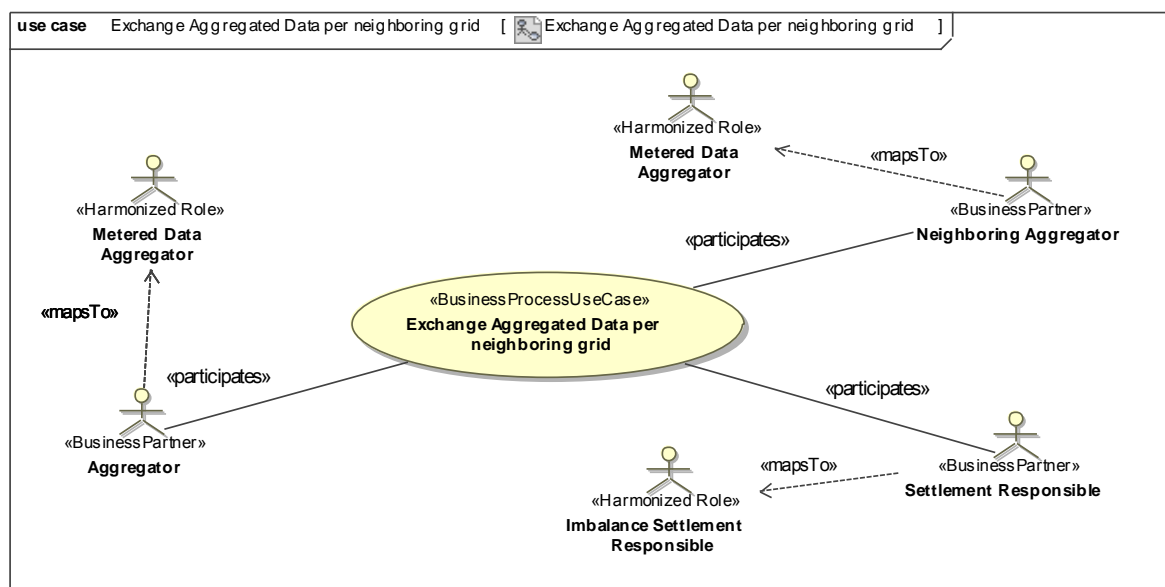 use case Exchange Aggregated Data per neighboring grid [ Exchange Aggregated Data per neighboring grid ]
«Harmonized Role»
Metered Data
Aggregator
«mapsTo»
«BusinessPartner»
Neighboring Aggregator
«participates»
«Harmonized Role»
Metered Data
Aggregator
«mapsTo»
«BusinessProcessUseCase»
Exchange Aggregated Data per
neighboring grid
«participates»
«BusinessPartner»
Aggregator
«participates»
«BusinessPartner»
Settlement Responsible
«mapsTo»
«Harmonized Role»
Imbalance Settlement
Responsible